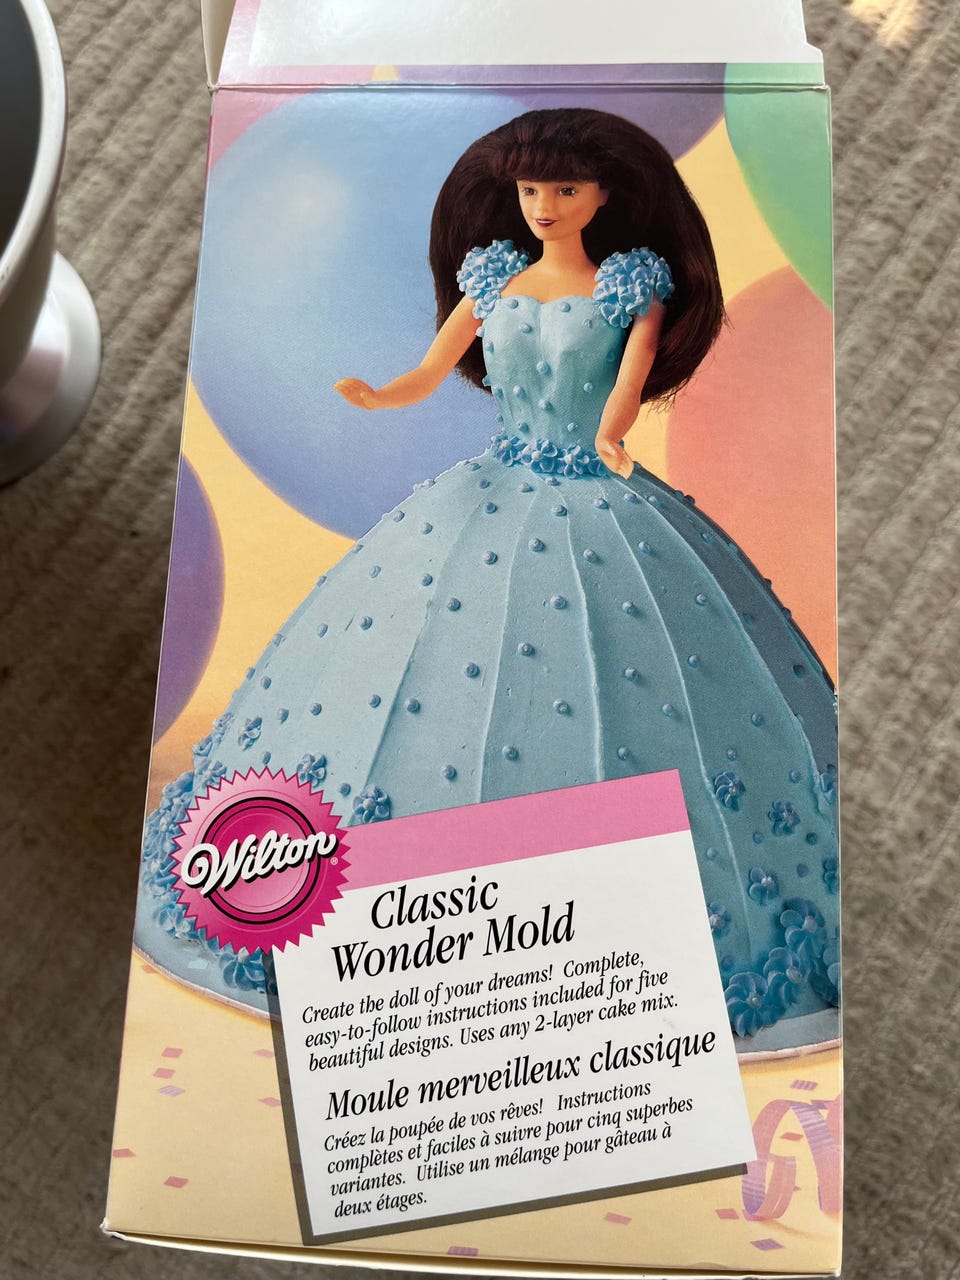 Wilton®
Classic
Wonder Mold
Create the doll of your dreams! Complete,
easy-to-follow instructions included for five
beautiful designs. Uses any 2-layer cake mix.
Moule merveilleux classique
Créez la poupée de vos rêves! Instructions
complètes et faciles à suivre pour cinq superbes
variantes. Utilise un mélange pour gâteau à
deux étages.